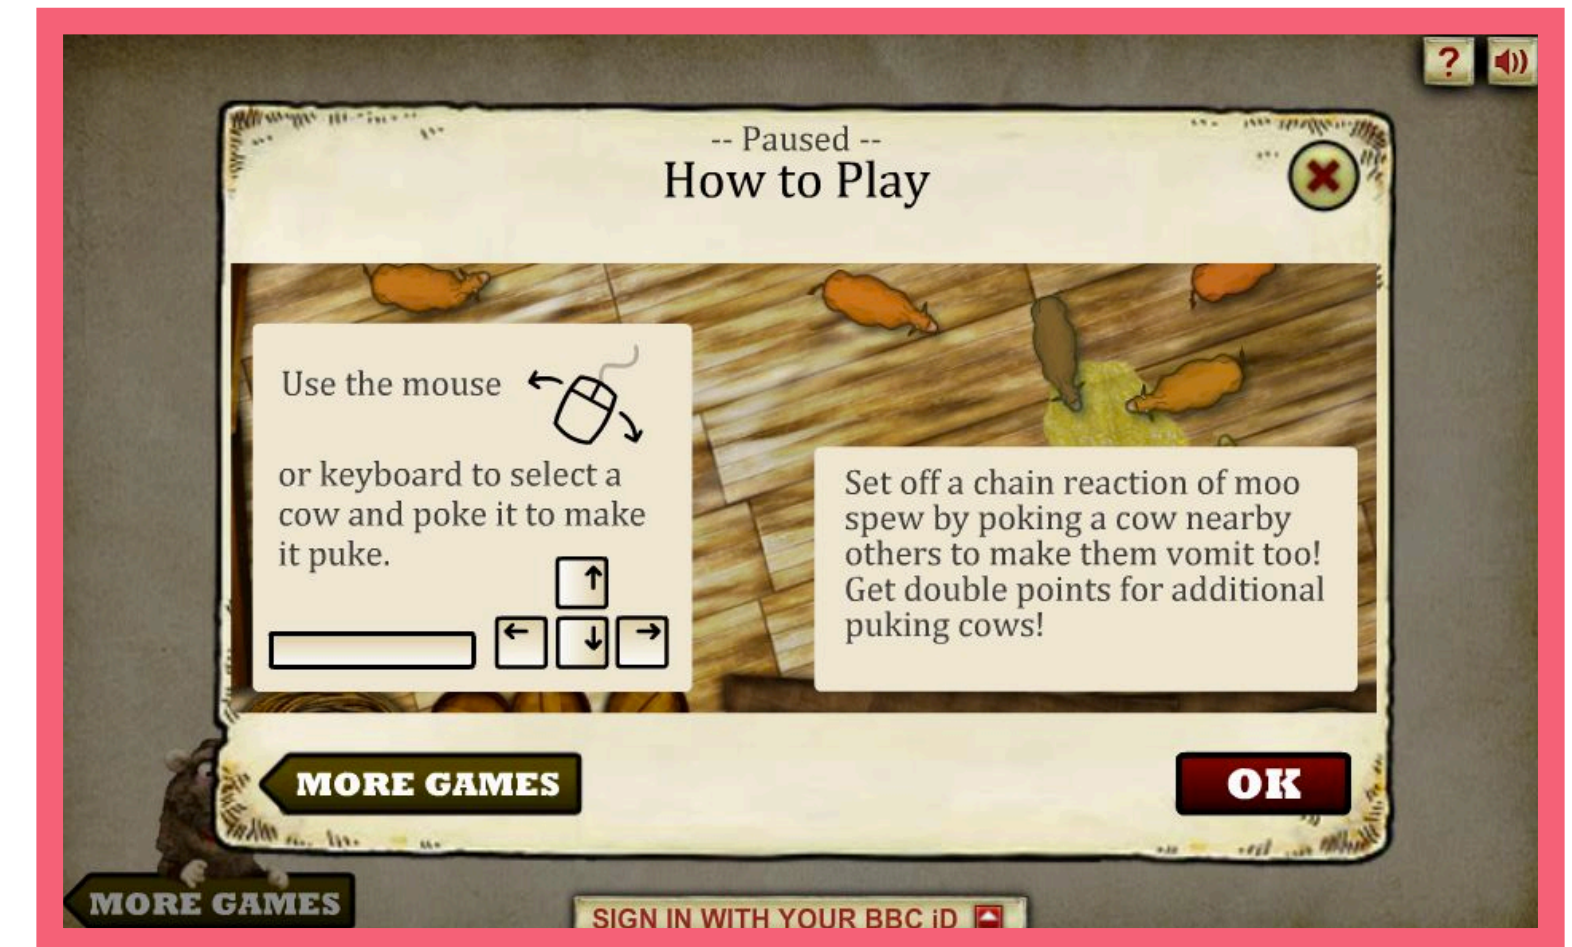 ?
-- Paused --
How to Play
Use the mouse
or keyboard to select a
cow and poke it to make
it puke.
Set off a chain reaction of moo
spew by poking a cow nearby
others to make them vomit too!
Get double points for additional
puking cows!
MORE GAMES
OK
MORE GAMES
SIGN IN WITH YOUR BBC iD